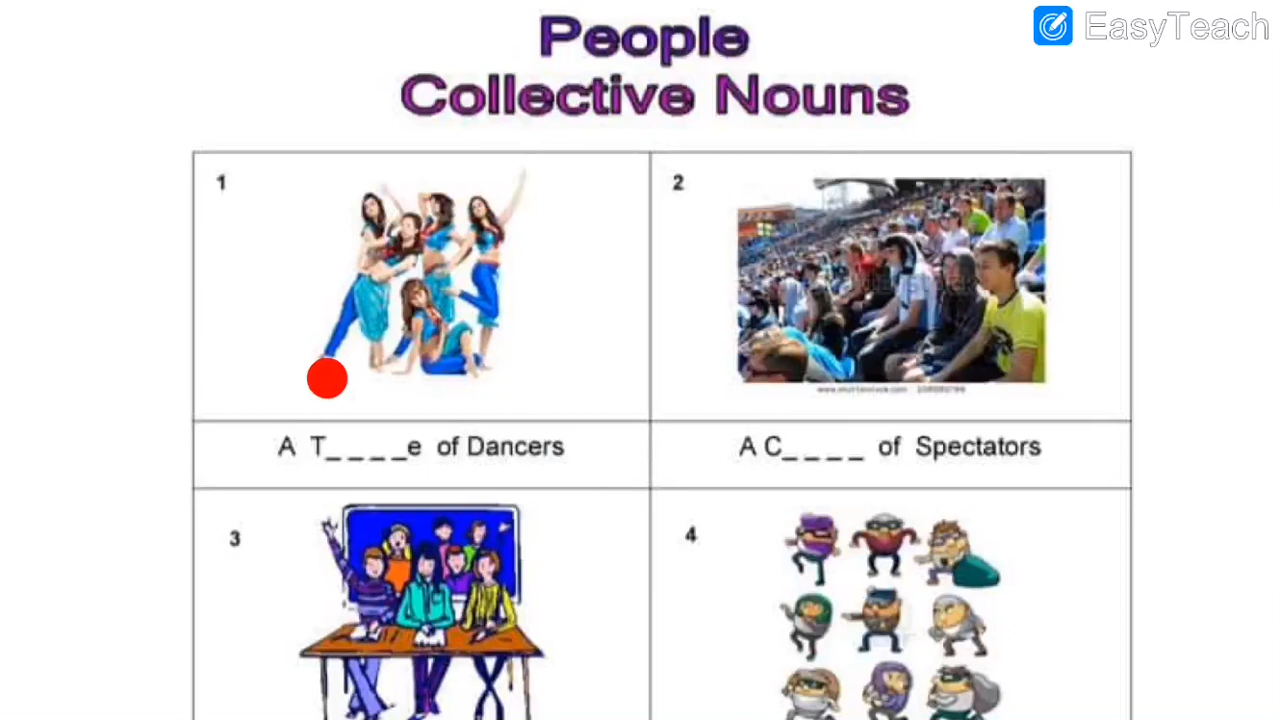 EasyTeach
People
Collective Nouns
1
2
A T_ _ _ _e of Dancers
A C_ _ _ _ of Spectators
3
4